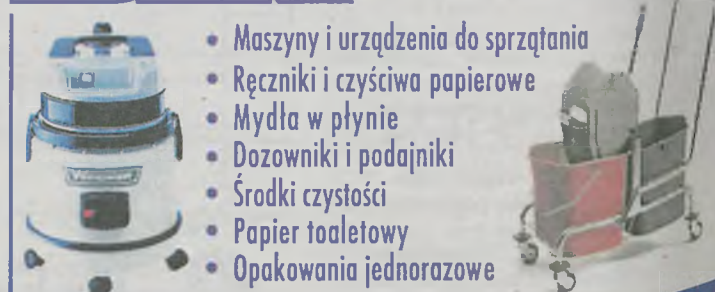 • Maszyny i urządzenia do sprzątania
• Ręczniki i czyściwa papierowe
• Mydła w płynie
• Dozowniki i podajniki
• Środki czystości
• Papier toaletowy
• Opakowania jednorazowe